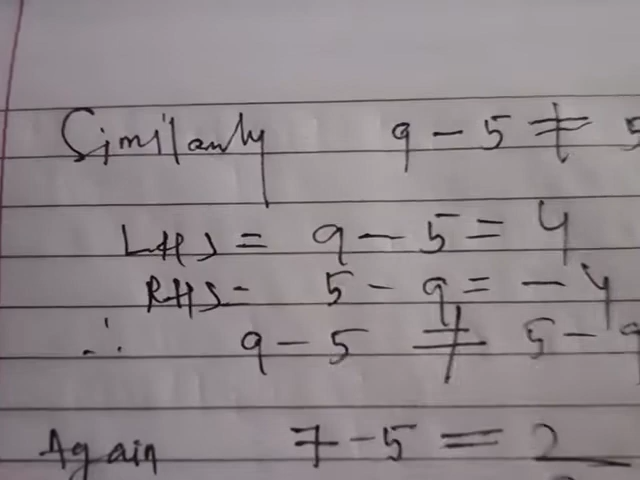 Similarly 9 - 5 ≠ 5
LHS = 9 - 5 = 4
RHS = 5 - 9 = - 4
∴ 9 - 5 ≠ 5 - 9
Again 7 - 5 = 2